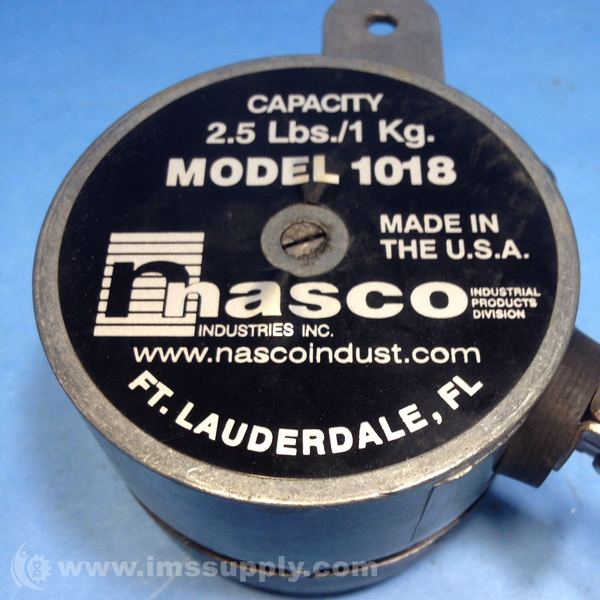 CAPACITY
2.5 Lbs./1 Kg.
MODEL 1018
MADE IN
THE U.S.A.
n nasco
INDUSTRIAL
PRODUCTS
DIVISION
INDUSTRIES INC.
www.nascoindust.com
FT. LAUDERDALE, FL
www.imssupply.com